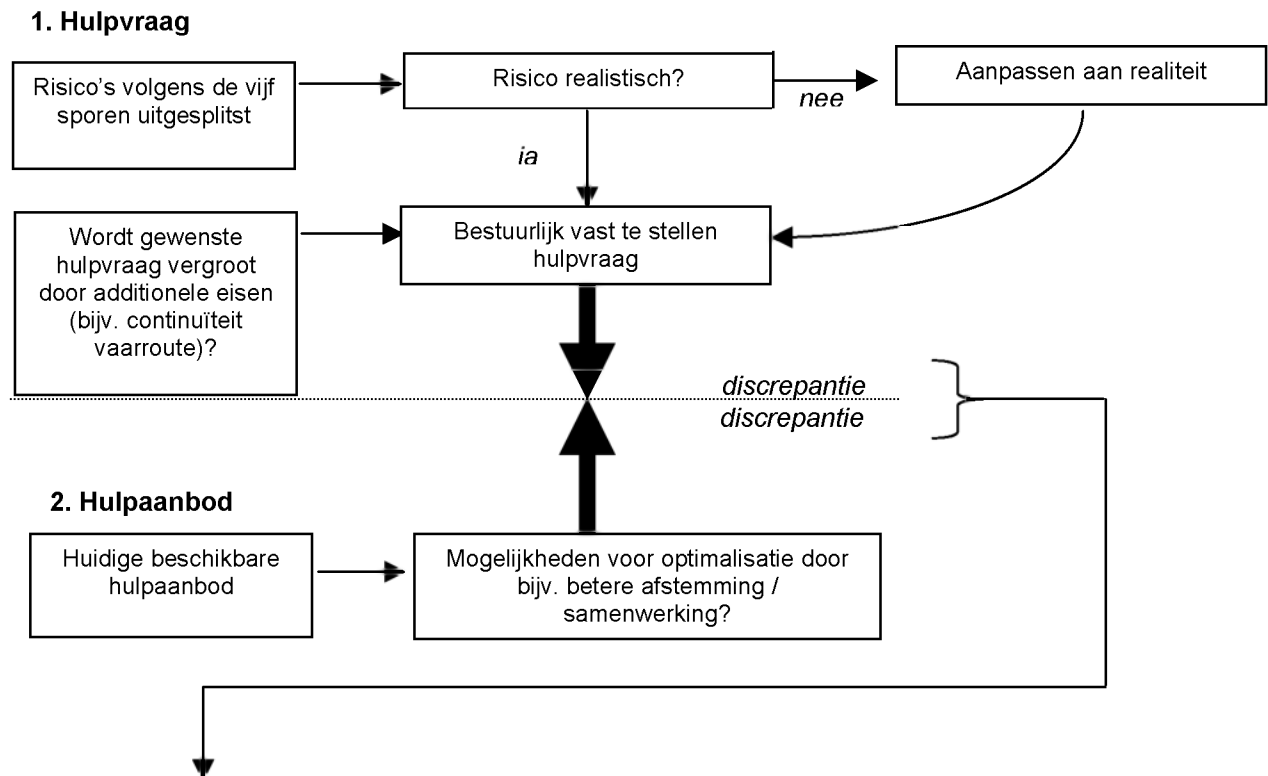 1. Hulpvraag
Risico's volgens de vijf
sporen uitgesplitst
Risico realistisch?
nee
Aanpassen aan realiteit
ia
Wordt gewenste
hulpvraag vergroot
door additionele eisen
(bijv. continuïteit
vaarroute)?
Bestuurlijk vast te stellen
hulpvraag
discrepantie
discrepantie
2. Hulpaanbod
Huidige beschikbare
hulpaanbod
Mogelijkheden voor optimalisatie door
bijv. betere afstemming /
samenwerking?